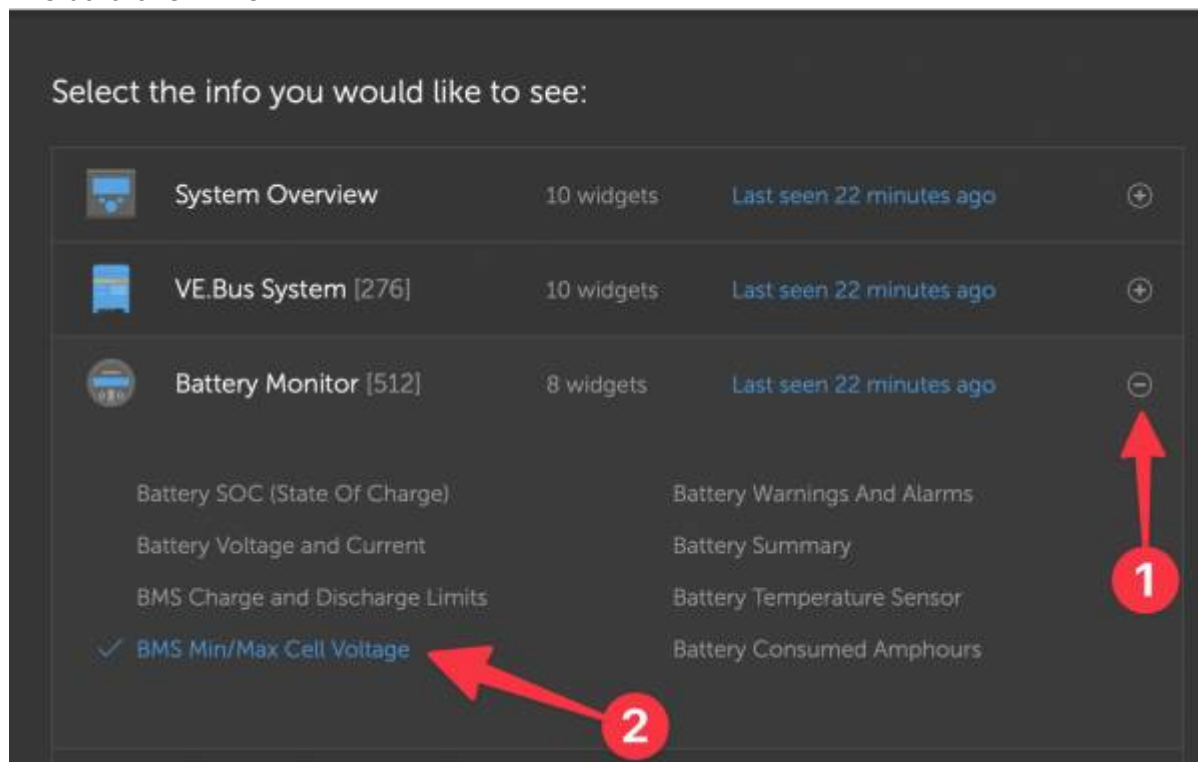 Select the info you would like to see:
System Overview 10 widgets Last seen 22 minutes ago
VE.Bus System [276] 10 widgets Last seen 22 minutes ago
Battery Monitor [512] 8 widgets Last seen 22 minutes ago
Battery SOC (State Of Charge) Battery Warnings And Alarms
Battery Voltage and Current Battery Summary
BMS Charge and Discharge Limits Battery Temperature Sensor
1
BMS Min/Max Cell Voltage Battery Consumed Amphours
2